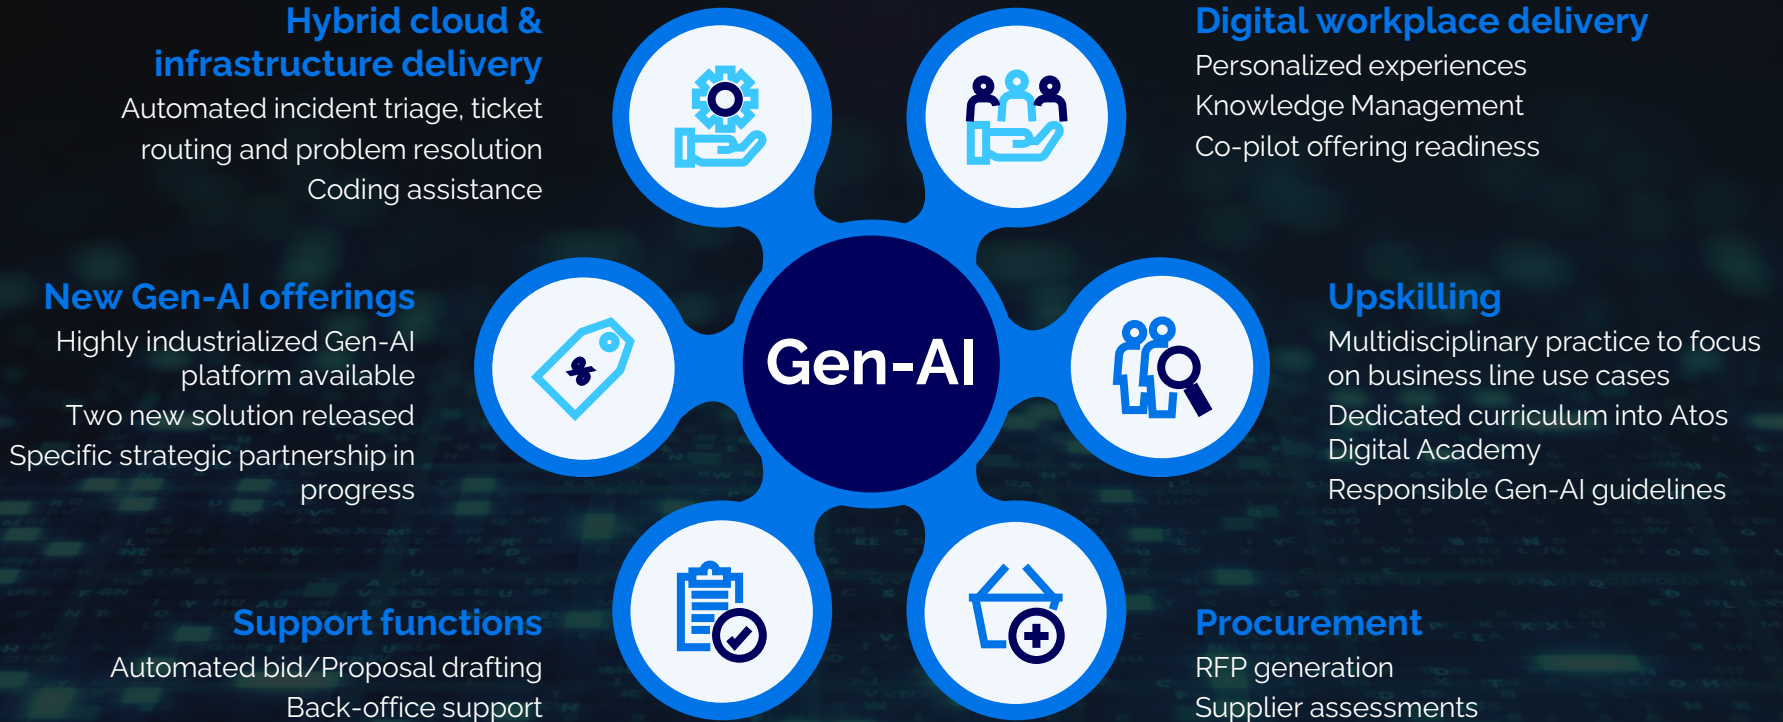 Hybrid cloud &
infrastructure delivery
Automated incident triage, ticket
routing and problem resolution
Coding assistance
Digital workplace delivery
Personalized experiences
Knowledge Management
Co-pilot offering readiness
New Gen-AI offerings
Highly industrialized Gen-AI
platform available
Two new solution released
Specific strategic partnership in
progress
Gen-AI
Upskilling
Multidisciplinary practice to focus
on business line use cases
Dedicated curriculum into Atos
Digital Academy
Responsible Gen-AI guidelines
Support functions
Automated bid/Proposal drafting
Back-office support
Procurement
RFP generation
Supplier assessments